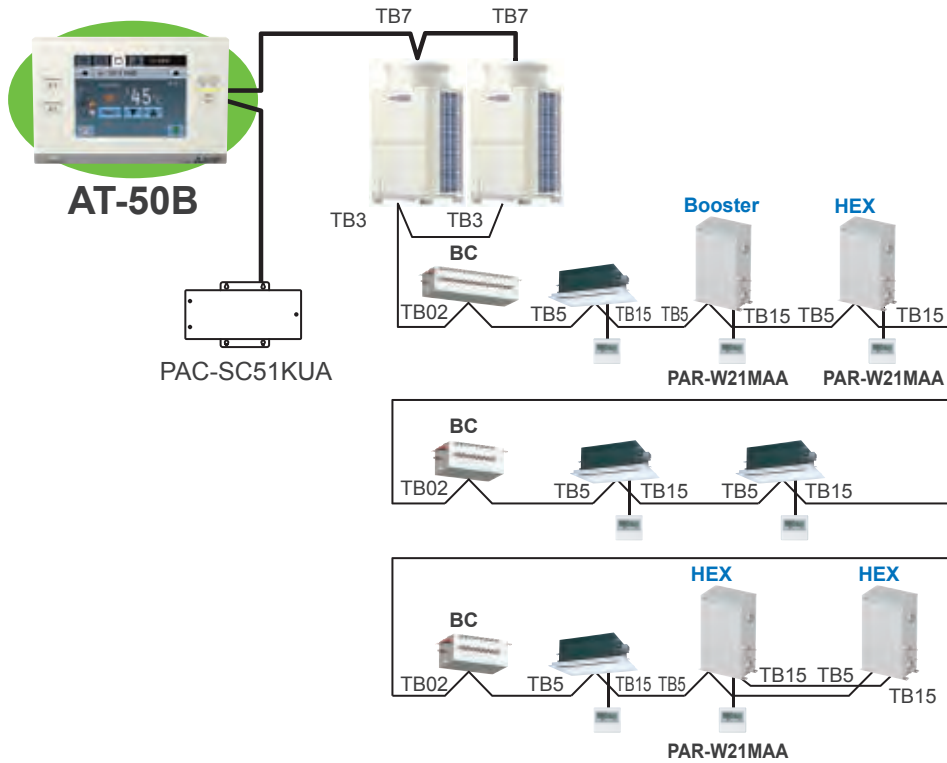 TB7 TB7
45
AT-50B
TB3 TB3
Booster HEX
BC
TB02 TB5 TB15 TB5 TB15 TB5 TB15
PAC-SC51KUA
PAR-W21MAA PAR-W21MAA
BC
TB02 TB5 TB15 TB5 TB15
HEX HEX
BC
TB15 TB5
TB02 TB5 TB15 TB5 TB15
PAR-W21MAA